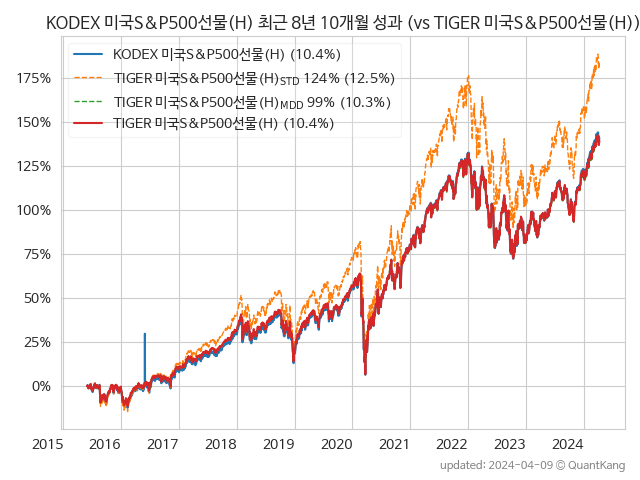 KODEX 미국S&P500선물(H) 최근 8년 10개월 성과 (vs TIGER 미국S&P500선물(H))
KODEX 미국S&P500선물(H) (10.4%)
TIGER 미국S&P500선물(H)STD 124% (12.5%)
TIGER 미국S&P500선물(H)MDD 99% (10.3%)
TIGER 미국S&P500선물(H) (10.4%)
175%
150%
125%
100%
75%
50%
25%
0%
2015 2016 2017 2018 2019 2020 2021 2022 2023 2024
updated: 2024-04-09 © QuantKang